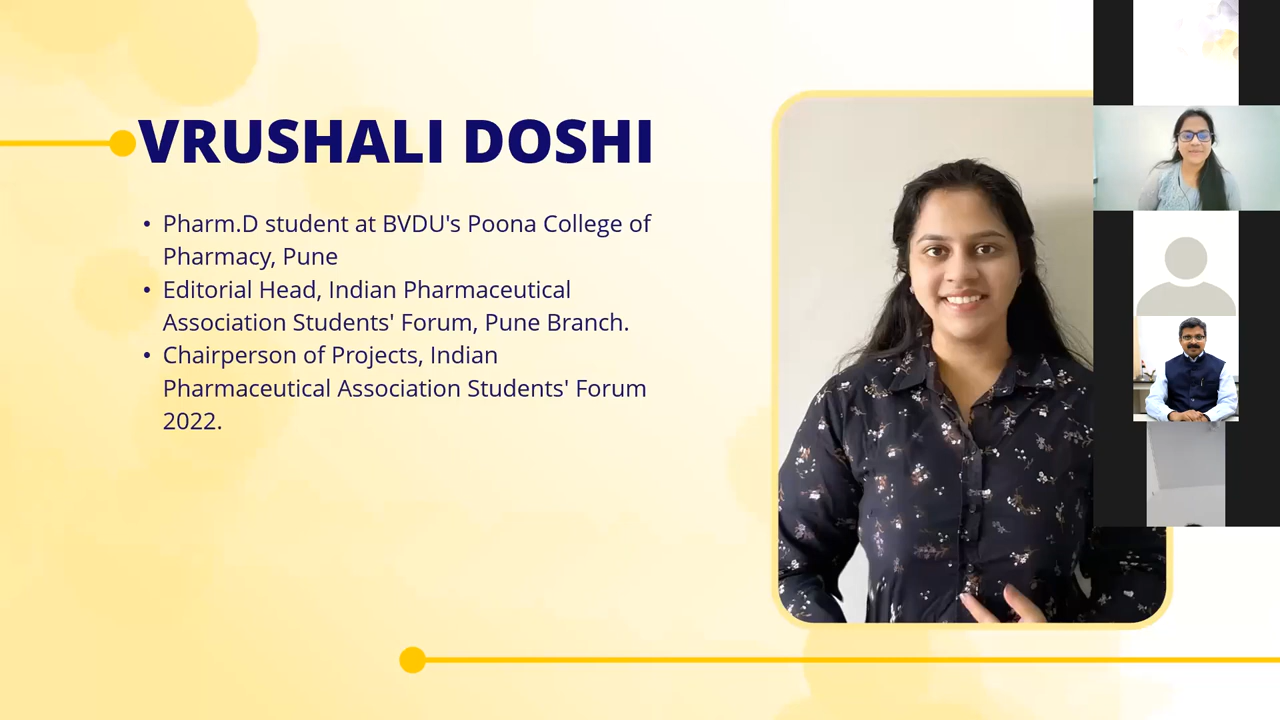 VRUSHALI DOSHI
• Pharm.D student at BVDU's Poona College of
Pharmacy, Pune
• Editorial Head, Indian Pharmaceutical
Association Students' Forum, Pune Branch.
• Chairperson of Projects, Indian
Pharmaceutical Association Students' Forum
2022.